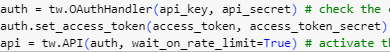 auth = tw.OAuthHandler(api_key, api_secret) # check the
auth.set_access_token(access_token, access_token_secret)
api = tw.API(auth, wait_on_rate_limit=True) # activate